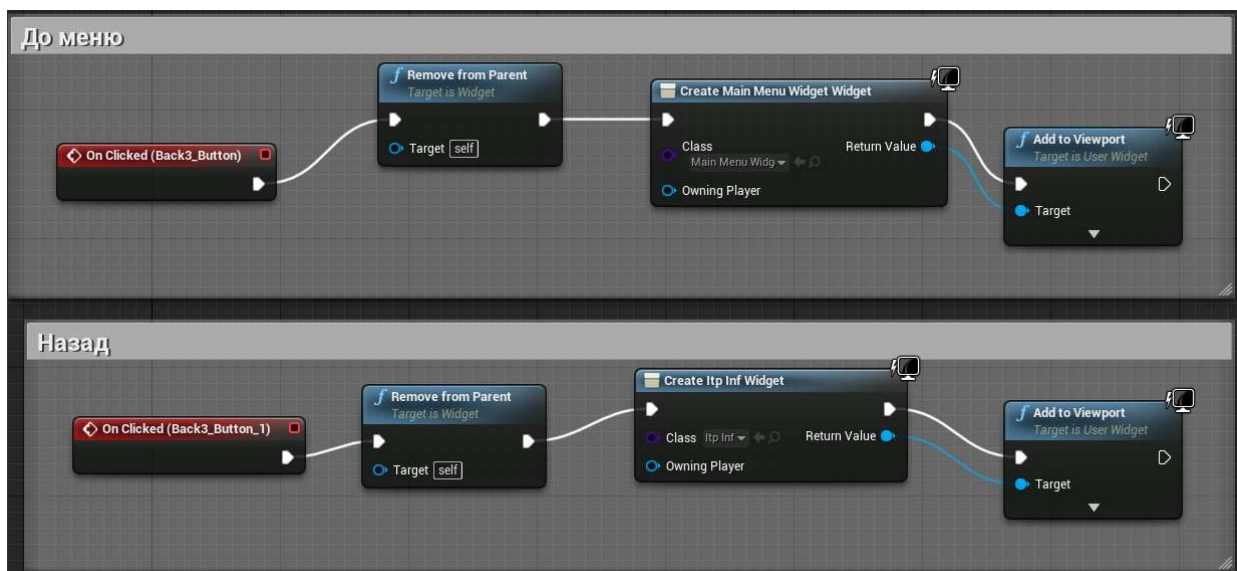 До меню
Remove from Parent
Target is Widget
Target self
On Clicked (Back3_Button)
Create Main Menu Widget Widget
Class
Main Menu Widg
Return Value
Owning Player
Add to Viewport
Target is User Widget
Target
Назад
Remove from Parent
Target is Widget
Target self
On Clicked (Back3_Button_1)
Create Itp Inf Widget
Class Itp Inf Return Value
Owning Player
Add to Viewport
Target is User Widget
Target